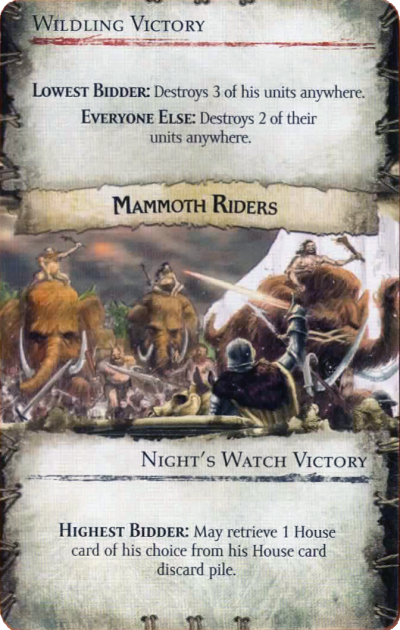 Wildling Victory
Lowest Bidder: Destroys 3 of his units anywhere.
Everyone Else: Destroys 2 of their
units anywhere.
Mammoth Riders
Night's Watch Victory
Highest Bidder: May retrieve 1 House
card of his choice from his House card
discard pile.